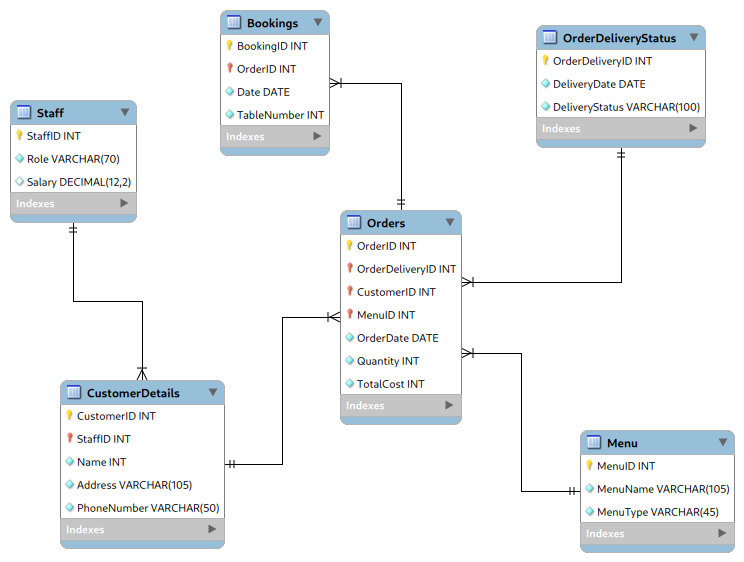 Bookings
BookingID INT
OrderID INT
Date DATE
TableNumber INT
Indexes
OrderDeliveryStatus
OrderDeliveryID INT
DeliveryDate DATE
DeliveryStatus VARCHAR(100)
Indexes
Staff
StaffID INT
Role VARCHAR(70)
Salary DECIMAL(12,2)
Indexes
Orders
OrderID INT
OrderDeliveryID INT
CustomerID INT
MenuID INT
OrderDate DATE
Quantity INT
TotalCost INT
Indexes
CustomerDetails
CustomerID INT
StaffID INT
Name INT
Address VARCHAR(105)
PhoneNumber VARCHAR(50)
Indexes
Menu
MenuID INT
MenuName VARCHAR(105)
MenuType VARCHAR(45)
Indexes